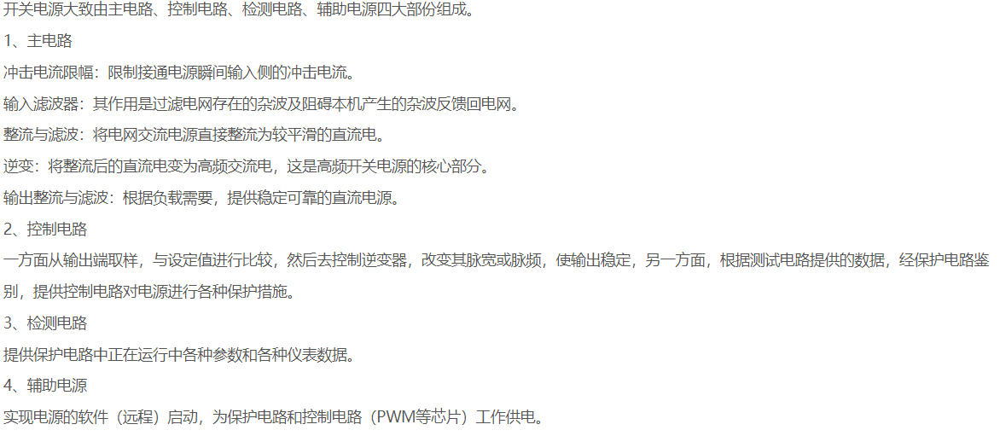 开关电源大致由主电路、控制电路、检测电路、辅助电源四大部份组成。
1、主电路
冲击电流限幅：限制接通电源瞬间输入侧的冲击电流。
输入滤波器：其作用是过滤电网存在的杂波及阻碍本机产生的杂波反馈回电网。
整流与滤波：将电网交流电源直接整流为较平滑的直流电。
逆变：将整流后的直流电变为高频交流电，这是高频开关电源的核心部分。
输出整流与滤波：根据负载需要，提供稳定可靠的直流电源。
2、控制电路
一方面从输出端取样，与设定值进行比较，然后去控制逆变器，改变其脉宽或脉频，使输出稳定，另一方面，根据测试电路提供的数据，经保护电路鉴
别，提供控制电路对电源进行各种保护措施。
3、检测电路
提供保护电路中正在运行中各种参数和各种仪表数据。
4、辅助电源
实现电源的软件（远程）启动，为保护电路和控制电路（PWM等芯片）工作供电。